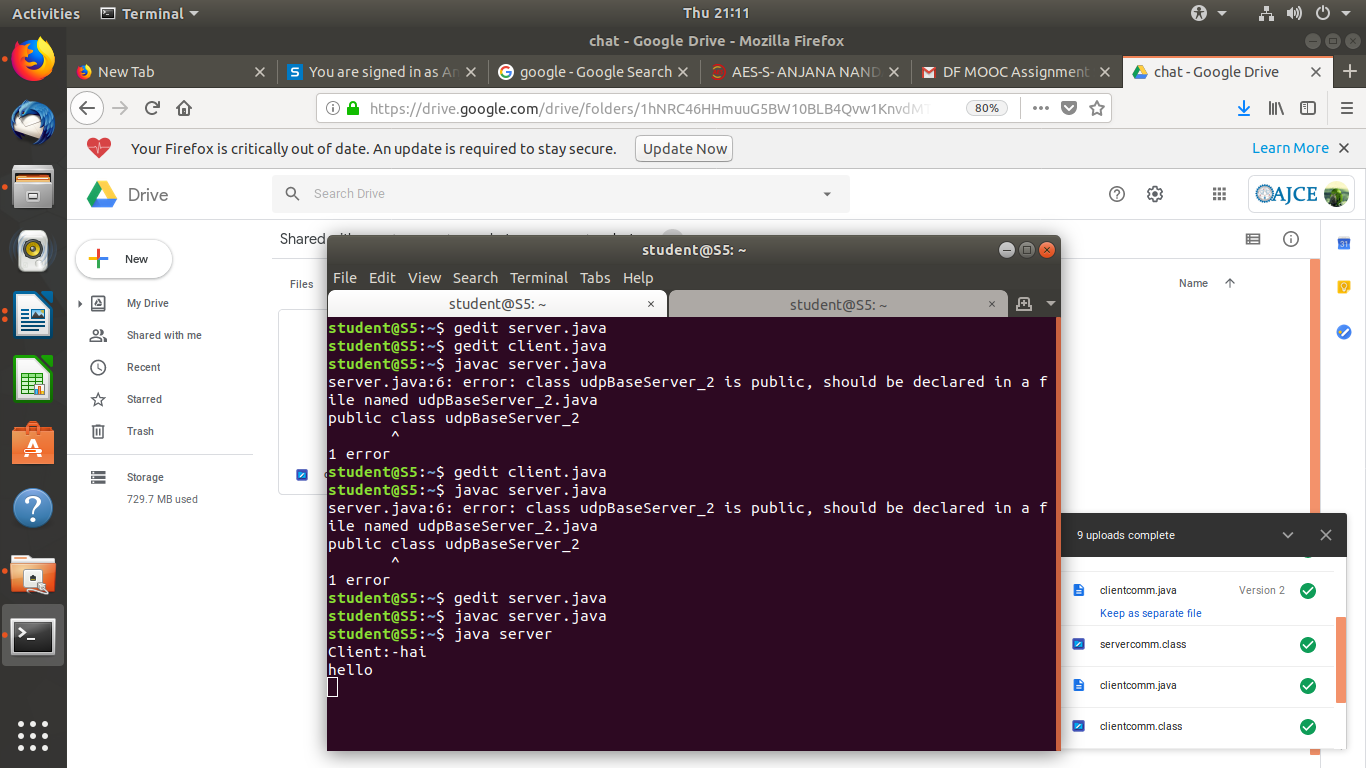 Activities
Terminal
Thu 21:11
chat - Google Drive - Mozilla Firefox
New Tab
You are signed in as An
google - Google Search
AES-S- ANJANA NAND
DF MOOC Assignment
chat - Google Drive
https://drive.google.com/drive/folders/1hNRC46HHmuuG5BW10BLB4Qvw1KnvdM
80%
Your Firefox is critically out of date. An update is required to stay secure.
Update Now
Learn More
Drive
Search Drive
AJCE
New
My Drive
Shared with me
Recent
Starred
Trash
Storage
729.7 MB used
Files
Name
student@S5: ~
File Edit View Search Terminal Tabs Help
student@S5: ~
student@S5: ~
student@S5:~$ gedit server.java
student@S5:~$ gedit client.java
student@S5:~$ javac server.java
server.java:6: error: class udpBaseServer_2 is public, should be declared in a f
ile named udpBaseServer_2.java
public class udpBaseServer_2
^
1 error
student@S5:~$ gedit client.java
student@S5:~$ javac server.java
server.java:6: error: class udpBaseServer_2 is public, should be declared in a f
ile named udpBaseServer_2.java
public class udpBaseServer_2
^
1 error
student@S5:~$ gedit server.java
student@S5:~$ javac server.java
student@S5:~$ java server
Client:-hai
hello
9 uploads complete
clientcomm.java
Version 2
Keep as separate file
servercomm.class
clientcomm.java
clientcomm.class